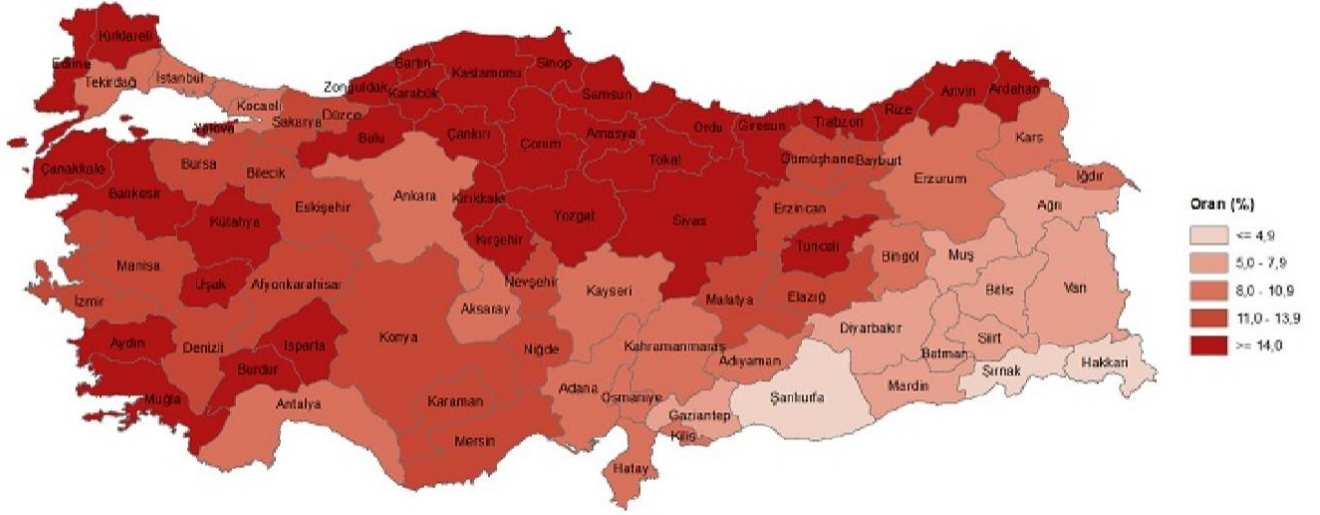 Kırklareli
Edirne
Tekirdağ
İstanbul
Kocaeli
Yalova
Sakarya
Düzce
Zonguldak
Bartın
Karabük
Kastamonu
Sinop
Samsun
Bolu
Çankırı
Çorum
Amasya
Tokat
Ordu
Giresun
Trabzon
Rize
Artvin
Ardahan
Gümüşhane
Bayburt
Kars
Erzurum
Iğdır
Ağrı
Çanakkale
Balıkesir
Bursa
Bilecik
Kütahya
Eskişehir
Ankara
Kırıkkale
Kırşehir
Yozgat
Sivas
Erzincan
Tunceli
Bingöl
Muş
Bitlis
Van
Manisa
İzmir
Uşak
Afyonkarahisar
Konya
Aksaray
Nevşehir
Kayseri
Malatya
Elazığ
Diyarbakır
Batman
Siirt
Şırnak
Hakkari
Aydın
Denizli
Isparta
Burdur
Muğla
Antalya
Karaman
Mersin
Niğde
Adana
Kahramanmaraş
Osmaniye
Adıyaman
Gaziantep
Kilis
Hatay
Şanlıurfa
Mardin
Oran (%)
<= 4,9
5,0 - 7,9
8,0 - 10,9
11,0 - 13,9
>= 14,0